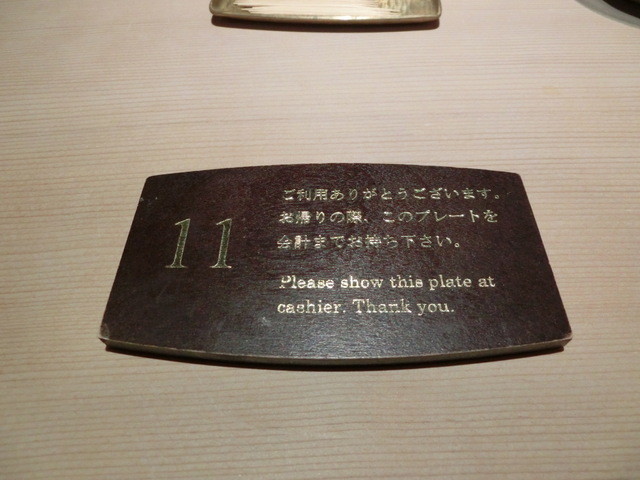 11
ご利用ありがとうございます。
お帰りの際、このプレートを
会計までお持ち下さい。
Please show this plate at
cashier. Thank you.